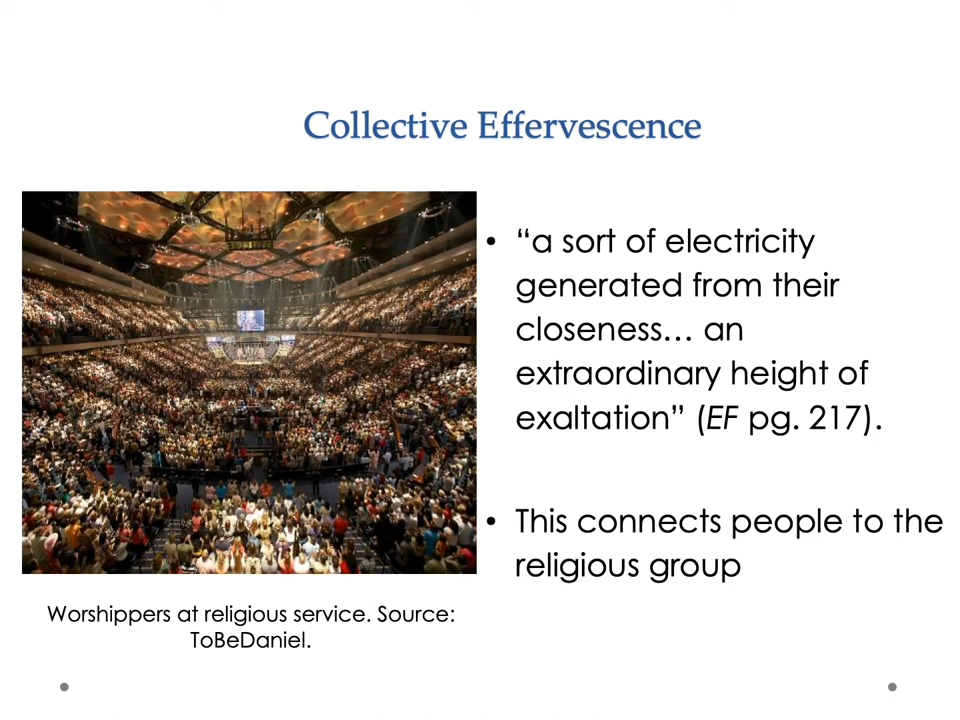 Collective Effervescence
• “a sort of electricity
generated from their
closeness… an
extraordinary height of
exaltation” (EF pg. 217).
• This connects people to the
religious group
Worshippers at religious service. Source:
ToBeDaniel.